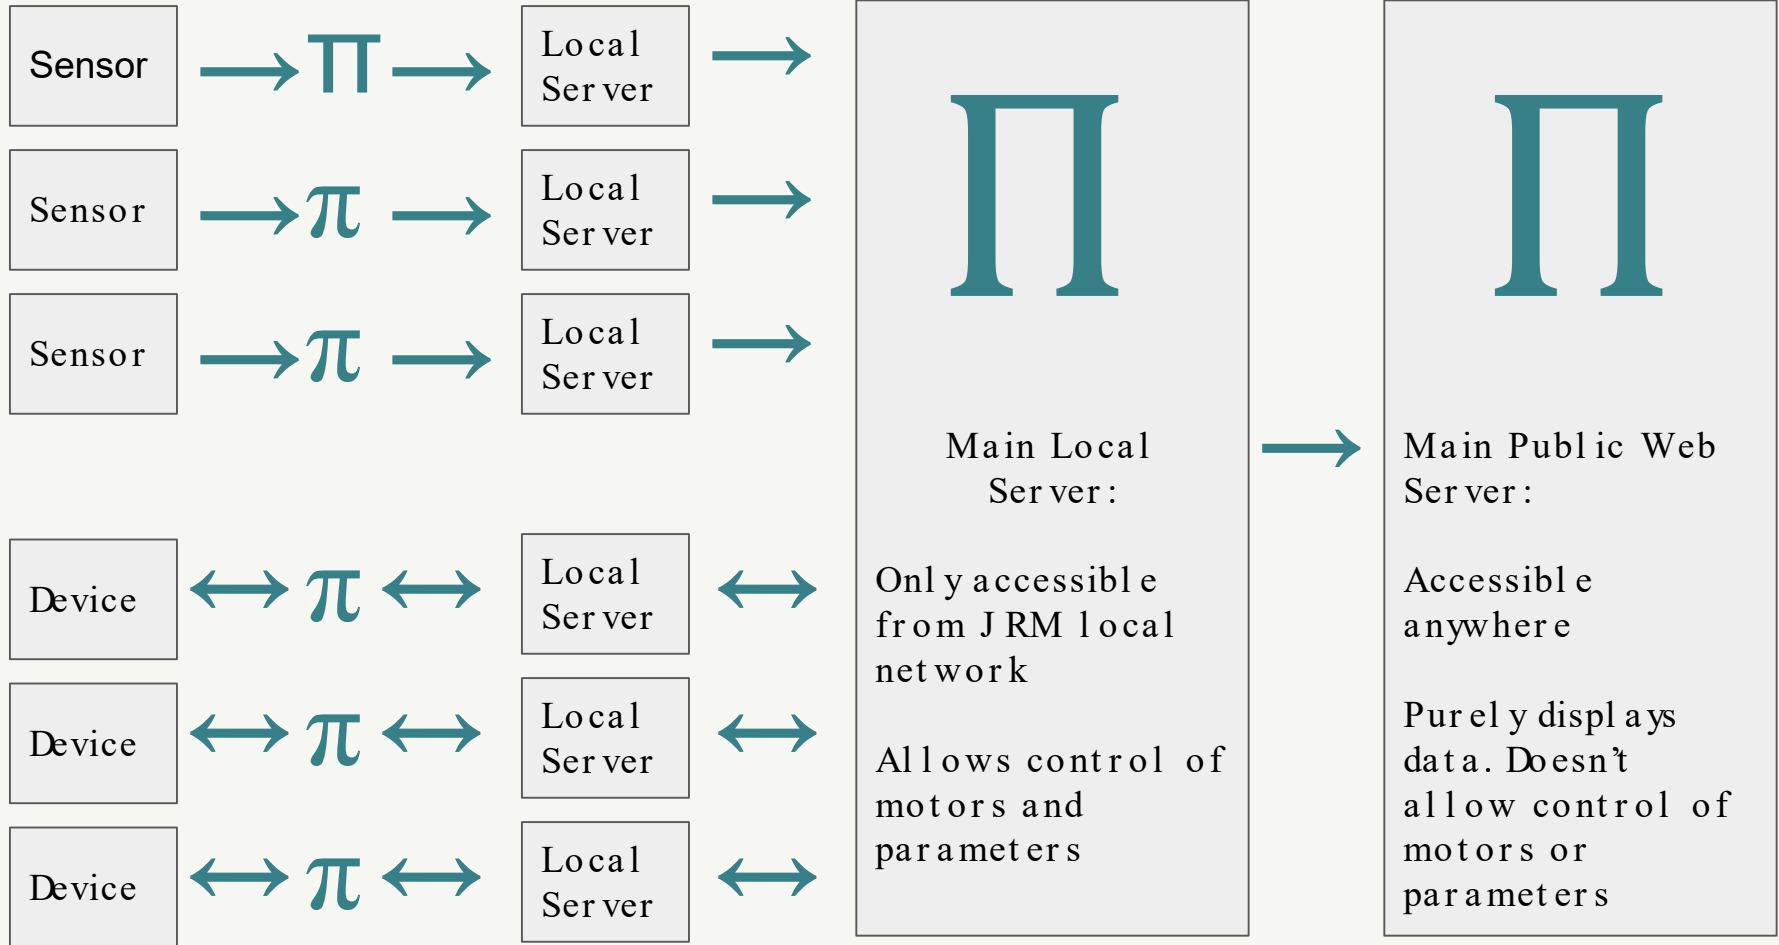 Sensor
π
Local
Server
Sensor
π
Local
Server
Sensor
π
Local
Server
Device
π
Local
Server
Device
π
Local
Server
Device
π
Local
Server
∏
Main Local
Server:
Only accessible
from JRM local
network
Allows control of
motors and
parameters
∏
Main Public Web
Server:
Accessible
anywhere
Purely displays
data. Doesn’t
allow control of
motors or
parameters